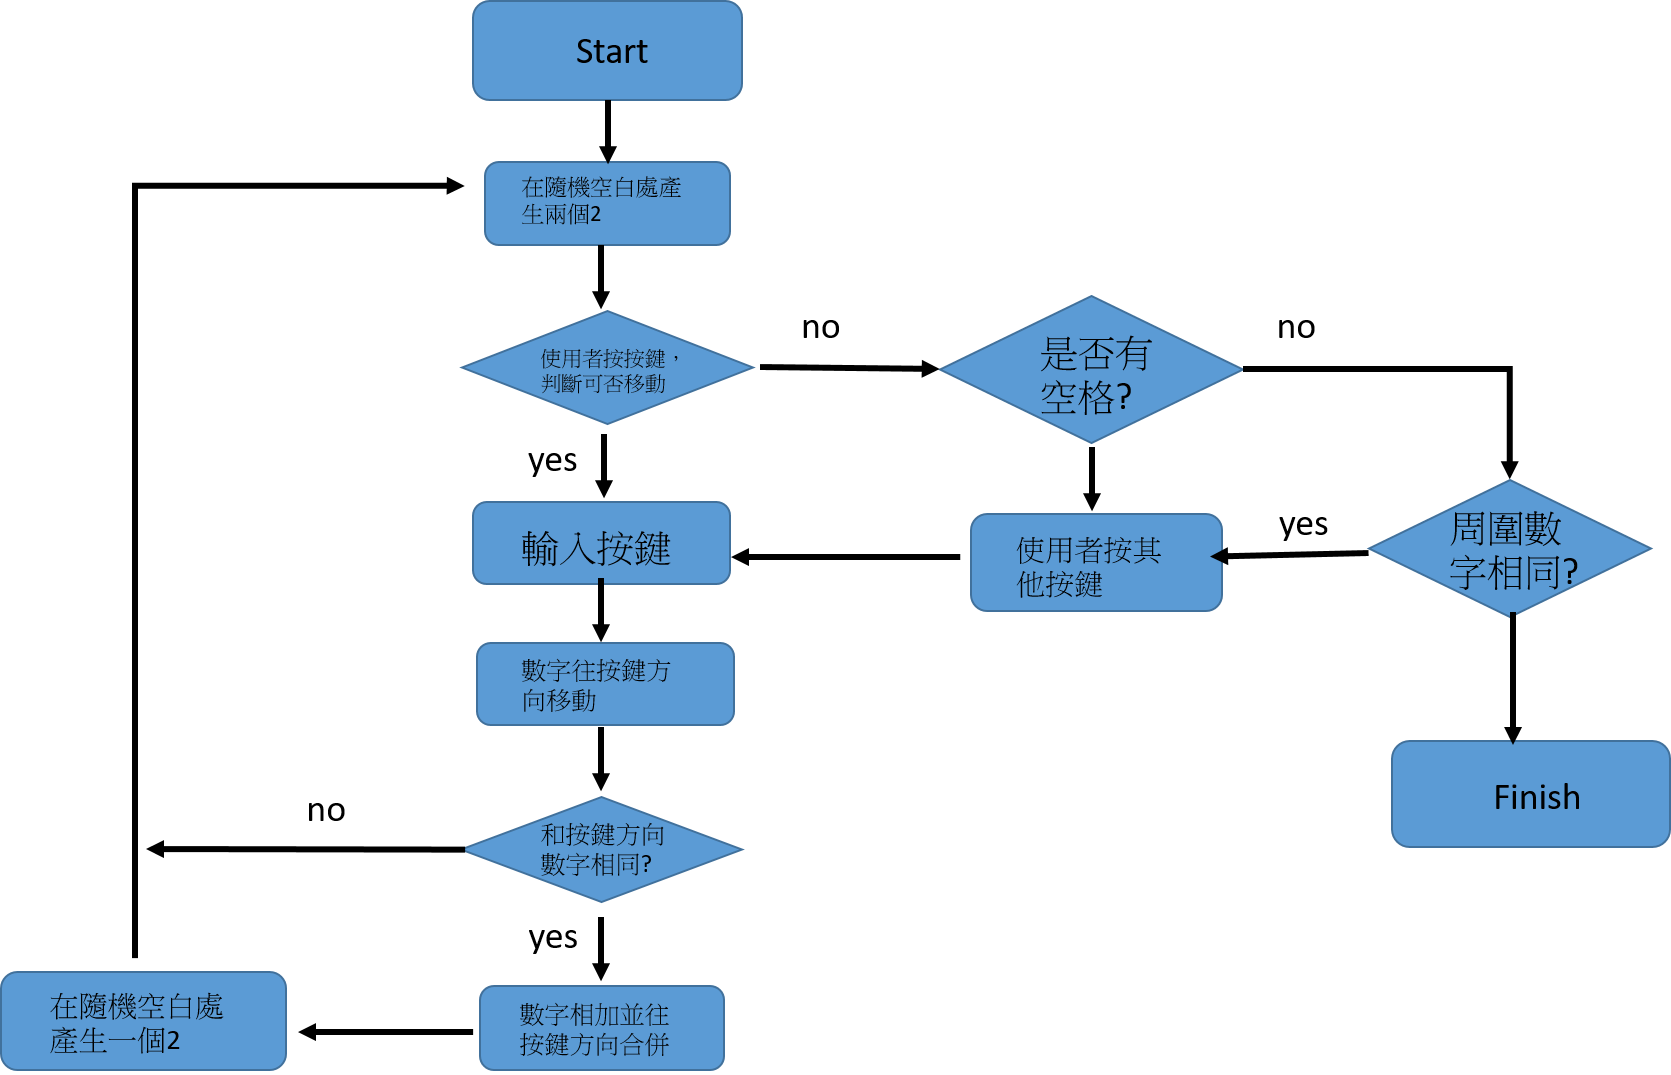 Start
在隨機空白處產
生兩個2
使用者按按鍵，
判斷可否移動
no
是否有
空格?
no
yes
輸入按鍵
使用者按其
他按鍵
yes
周圍數
字相同?
數字往按鍵方
向移動
Finish
no
和按鍵方向
數字相同?
yes
在隨機空白處
產生一個2
數字相加並往
按鍵方向合併